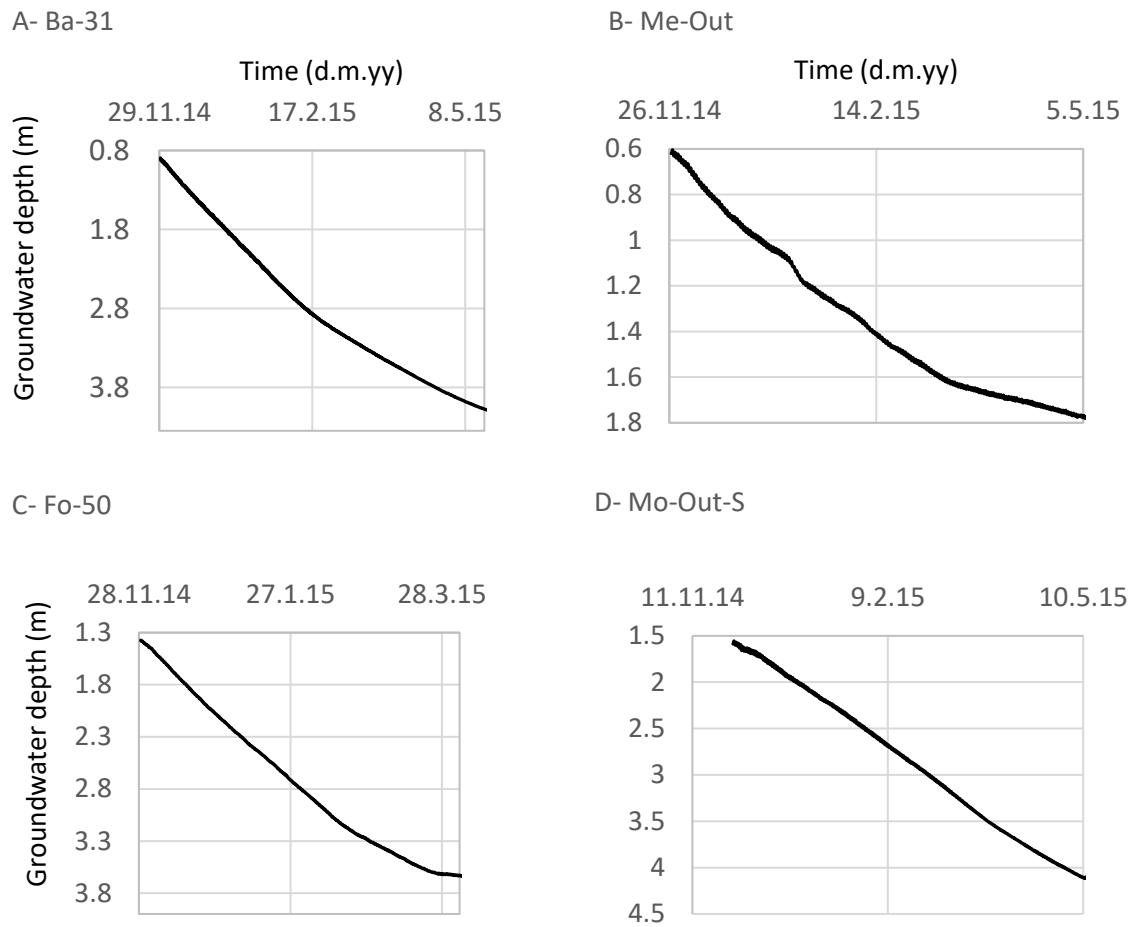 A- Ba-31
Time (d.m.yy)
29.11.14 17.2.15 8.5.15
Groundwater depth (m)
0.8
1.8
2.8
3.8
B- Me-Out
Time (d.m.yy)
26.11.14 14.2.15 5.5.15
0.6
0.8
1
1.2
1.4
1.6
1.8
C- Fo-50
28.11.14 27.1.15 28.3.15
Groundwater depth (m)
1.3
1.8
2.3
2.8
3.3
3.8
D- Mo-Out-S
11.11.14 9.2.15 10.5.15
1.5
2
2.5
3
3.5
4
4.5